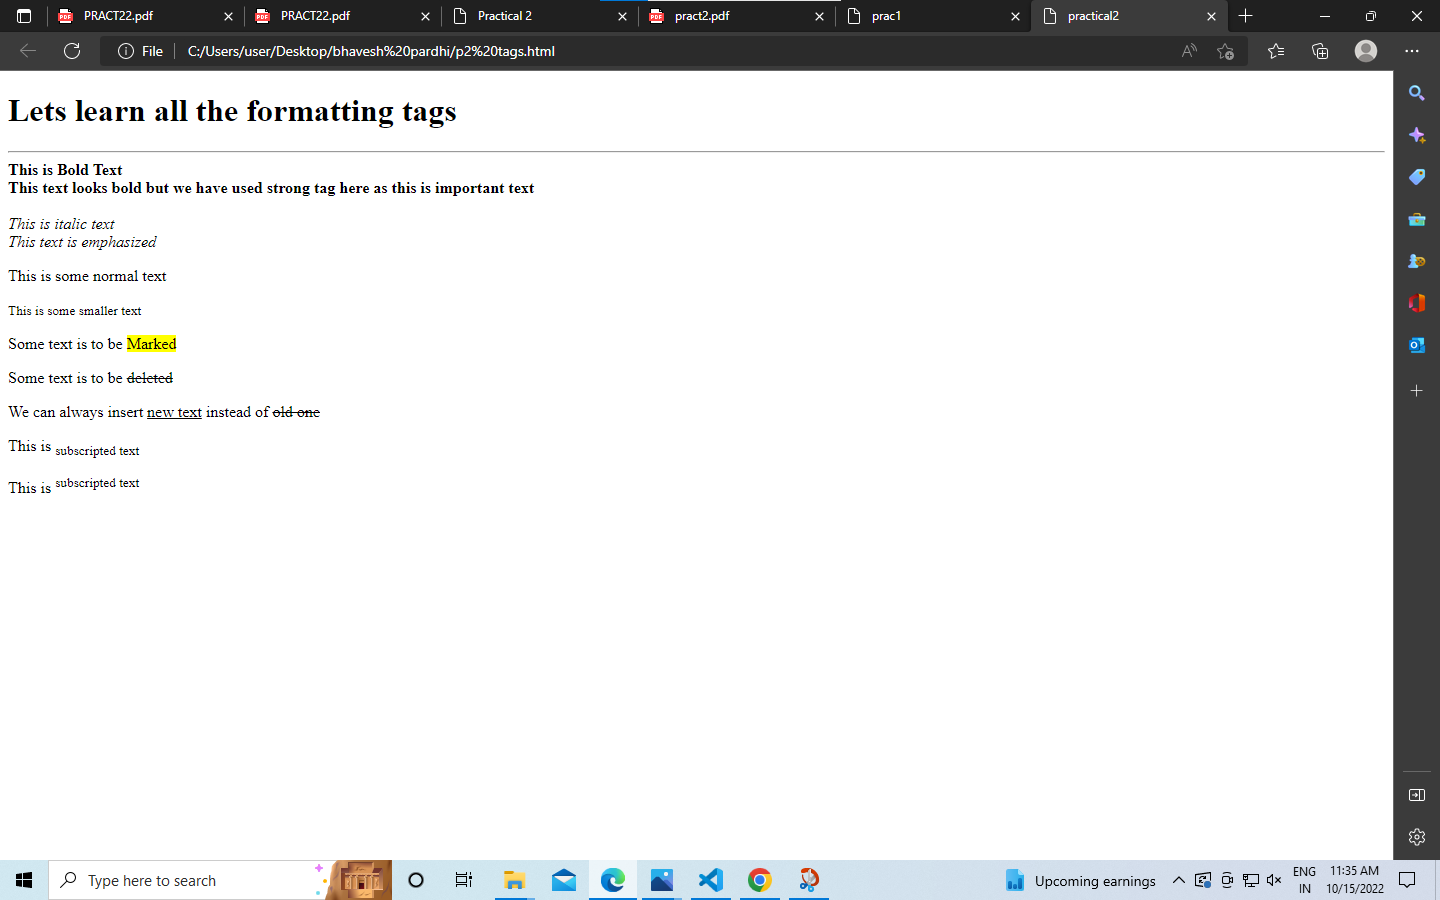 PRACT22.pdf
PRACT22.pdf
Practical 2
pract2.pdf
prac1
practical2
File
C:/Users/user/Desktop/bhavesh%20pardhi/p2%20tags.html
Lets learn all the formatting tags
This is Bold Text
This text looks bold but we have used strong tag here as this is important text
This is italic text
This text is emphasized
This is some normal text
This is some smaller text
Some text is to be Marked
Some text is to be deleted
We can always insert new text instead of old one
This is subscripted text
This is subscripted text
Type here to search
Upcoming earnings
ENG
IN
11:35 AM
10/15/2022